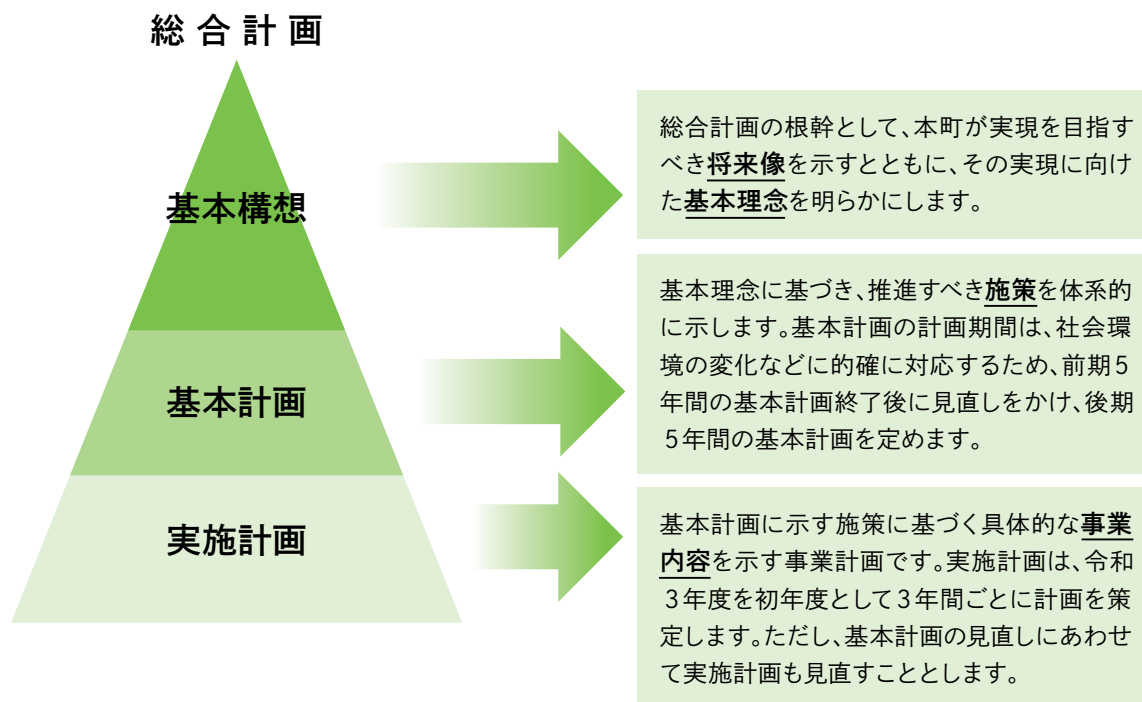 総合計画
基本構想
総合計画の根幹として、本町が実現を目指す
べき将来像を示すとともに、その実現に向け
た基本理念を明らかにします。
基本計画
基本理念に基づき、推進すべき施策を体系的
に示します。基本計画の計画期間は、社会環
境の変化などに的確に対応するため、前期5
年間の基本計画終了後に見直しをかけ、後期
5年間の基本計画を定めます。
実施計画
基本計画に示す施策に基づく具体的な事業
内容を示す事業計画です。実施計画は、令和
3年度を初年度として3年間ごとに計画を策
定します。ただし、基本計画の見直しにあわせ
て実施計画も見直すこととします。